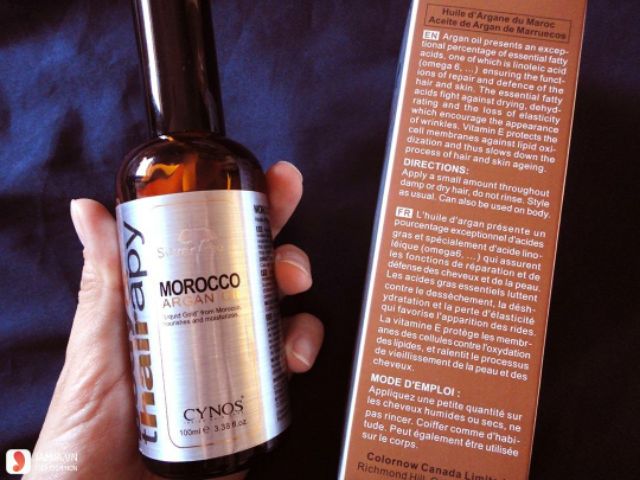 thairapy
MOROCCO
ARGAN OIL
"Liquid Gold" from Morocco,
nourishes and moisturizes.
CYNOS
100ml ℮ 3.38 fl.oz
Huile d'Argane du Maroc
Aceite de Argan de Marruecos
EN Argan oil presents an excep-
tional percentage of essential fatty
acids, one of which is linoleic acid
(omega 6, ... ) ensuring the funct-
ions of repair and defence of the
hair and skin. The essential fatty
acids fight against drying, dehyd-
rating and the loss of elasticity
which encourage the appearance
of wrinkles. Vitamin E protects the
cell membranes against lipid oxi-
dization and thus slows down the
process of hair and skin ageing.
DIRECTIONS:
Apply a small amount throughout
damp or dry hair, do not rinse. Style
as usual. Can also be used on body.
FR L'huile d'argan présente un
pourcentage exceptionnel d'acides
gras et spécialement d'acide lino-
léique (omega6, ... ) qui assurent
les fonctions de réparation et de
défense des cheveux et de la peau.
Les acides gras essentiels luttent
contre le dessèchement, la désh-
ydratation et la perte d'élasticité
qui favorise l'apparition des rides.
La vitamine E protège les membr-
anes des cellules contre l'oxydation
des lipides, et ralentit le processus
de vieillissement de la peau et des
cheveux.
MODE D'EMPLOI :
Appliquez une petite quantité sur
les cheveux humides ou secs, ne
pas rincer. Coiffer comme d'habi-
tude. Peut également être utilisée
sur le corps.
Colornow Canada Limited
Richmond Hill,